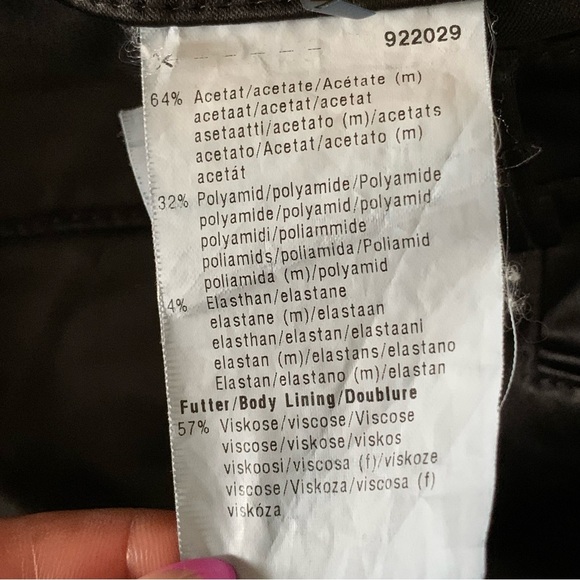 922029
64% Acetat/acetate/Acétate (m)
acetaat/acetat/acetat
asetaatti/acetato (m)/acetats
acetato/Acetat/acetato (m)
acetát
32% Polyamid/polyamide/Polyamide
polyamide/polyamid/polyamid
polyamidi/poliammide
poliamids/poliamida/Poliamid
poliamida (m)/polyamid
4% Elasthan/elastane
elastane (m)/elastaan
elasthan/elastan/elastaani
elastan (m)/elastans/elastano
Elastan/elastano (m)/elastan
Futter/Body Lining/Doublure
57% Viskose/viscose/Viscose
viscose/viskose/viskos
viskoosi/viscosa (f)/viskoze
viscose/Viskoza/viscosa (f)
viskóza